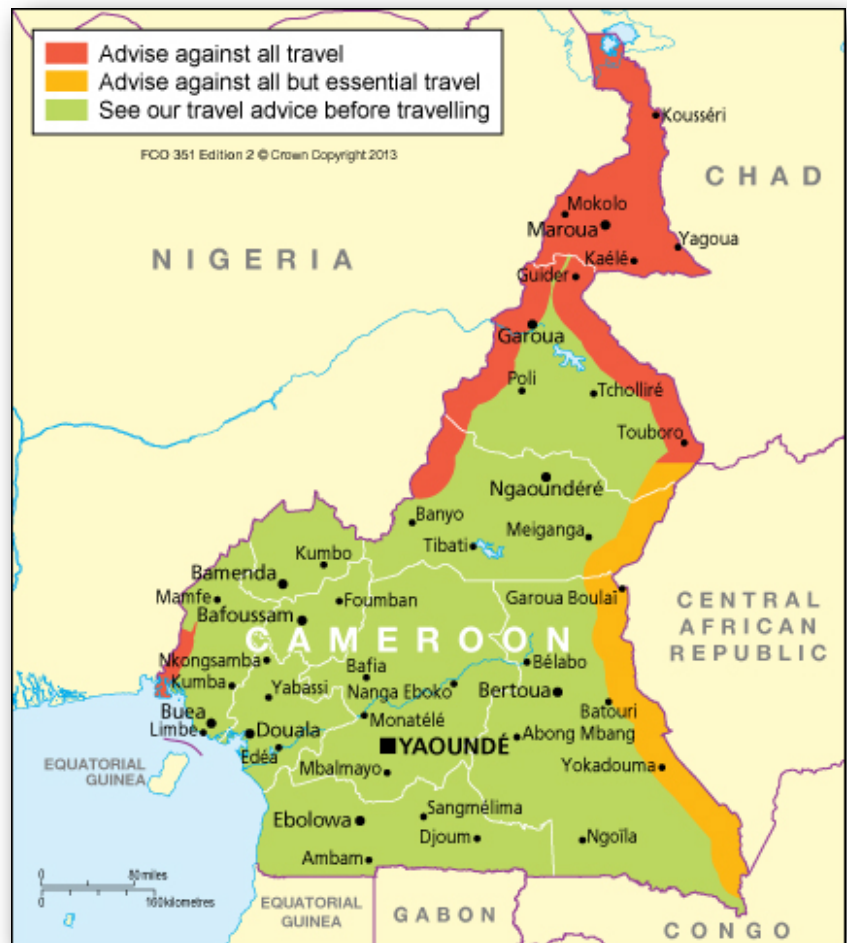 Advise against all travel
Advise against all but essential travel
See our travel advice before travelling
FCO 351 Edition 2 © Crown Copyright 2013
Kousséri
CHAD
Mokolo
Maroua
Yagoua
NIGERIA
Kaélé
Guider
Garoua
Poli
Tcholliré
Touboro
Ngaoundéré
Banyo
Meiganga
Tibati
Kumbo
Bamenda
Mamfe
Foumban
Garoua Boulaï
Bafoussam
CENTRAL
AFRICAN
REPUBLIC
CAMEROON
Nkongsamba
Bafia
Bélabo
Kumba
Yabassi
Nanga Eboko
Bertoua
Batouri
Buea
Monatélé
Limbe
Douala
Abong Mbang
Edéa
YAOUNDÉ
EQUATORIAL
GUINEA
Mbalmayo
Yokadouma
Sangmélima
Ebolowa
Djoum
Ngoïla
Ambam
0 80 miles
0 160 kilometres
EQUATORIAL
GUINEA
GABON
CONGO